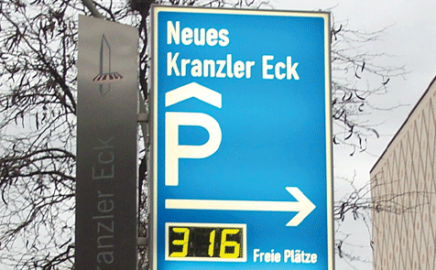 Neues
Kranzler Eck
P
316 Freie Plätze
Kranzler Eck